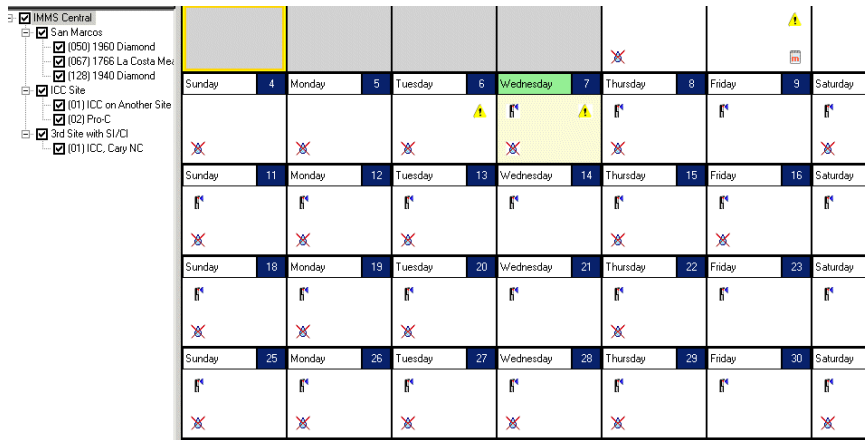 IMMS Central
San Marcos
(050) 1960 Diamond
(067) 1766 La Costa Mea
(128) 1940 Diamond
ICC Site
(01) ICC on Another Site
(02) Pro-C
3rd Site with SI/CI
(01) ICC, Cary NC
Sunday 4 Monday 5 Tuesday 6 Wednesday 7 Thursday 8 Friday 9 Saturday
Sunday 11 Monday 12 Tuesday 13 Wednesday 14 Thursday 15 Friday 16 Saturday
Sunday 18 Monday 19 Tuesday 20 Wednesday 21 Thursday 22 Friday 23 Saturday
Sunday 25 Monday 26 Tuesday 27 Wednesday 28 Thursday 29 Friday 30 Saturday